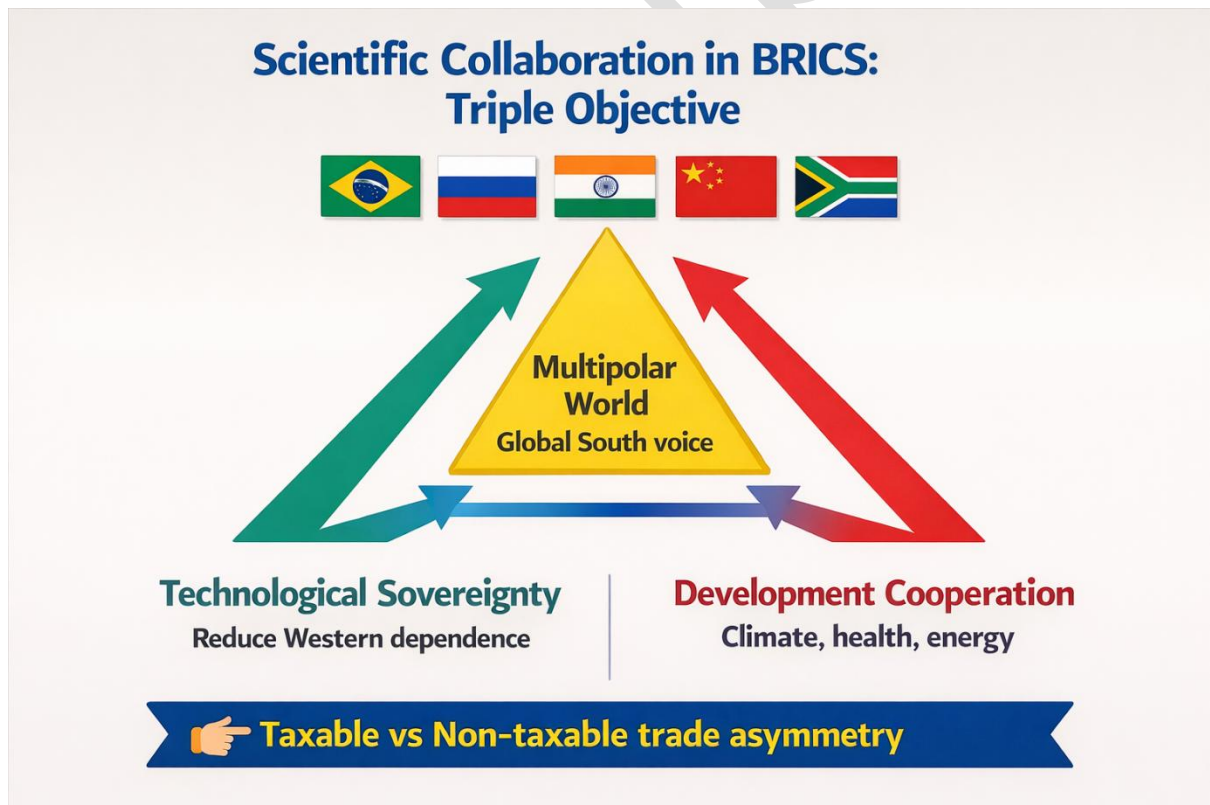 Scientific Collaboration in BRICS:
Triple Objective
Multipolar
World
Global South voice
Technological Sovereignty
Reduce Western dependence
Development Cooperation
Climate, health, energy
Taxable vs Non-taxable trade asymmetry